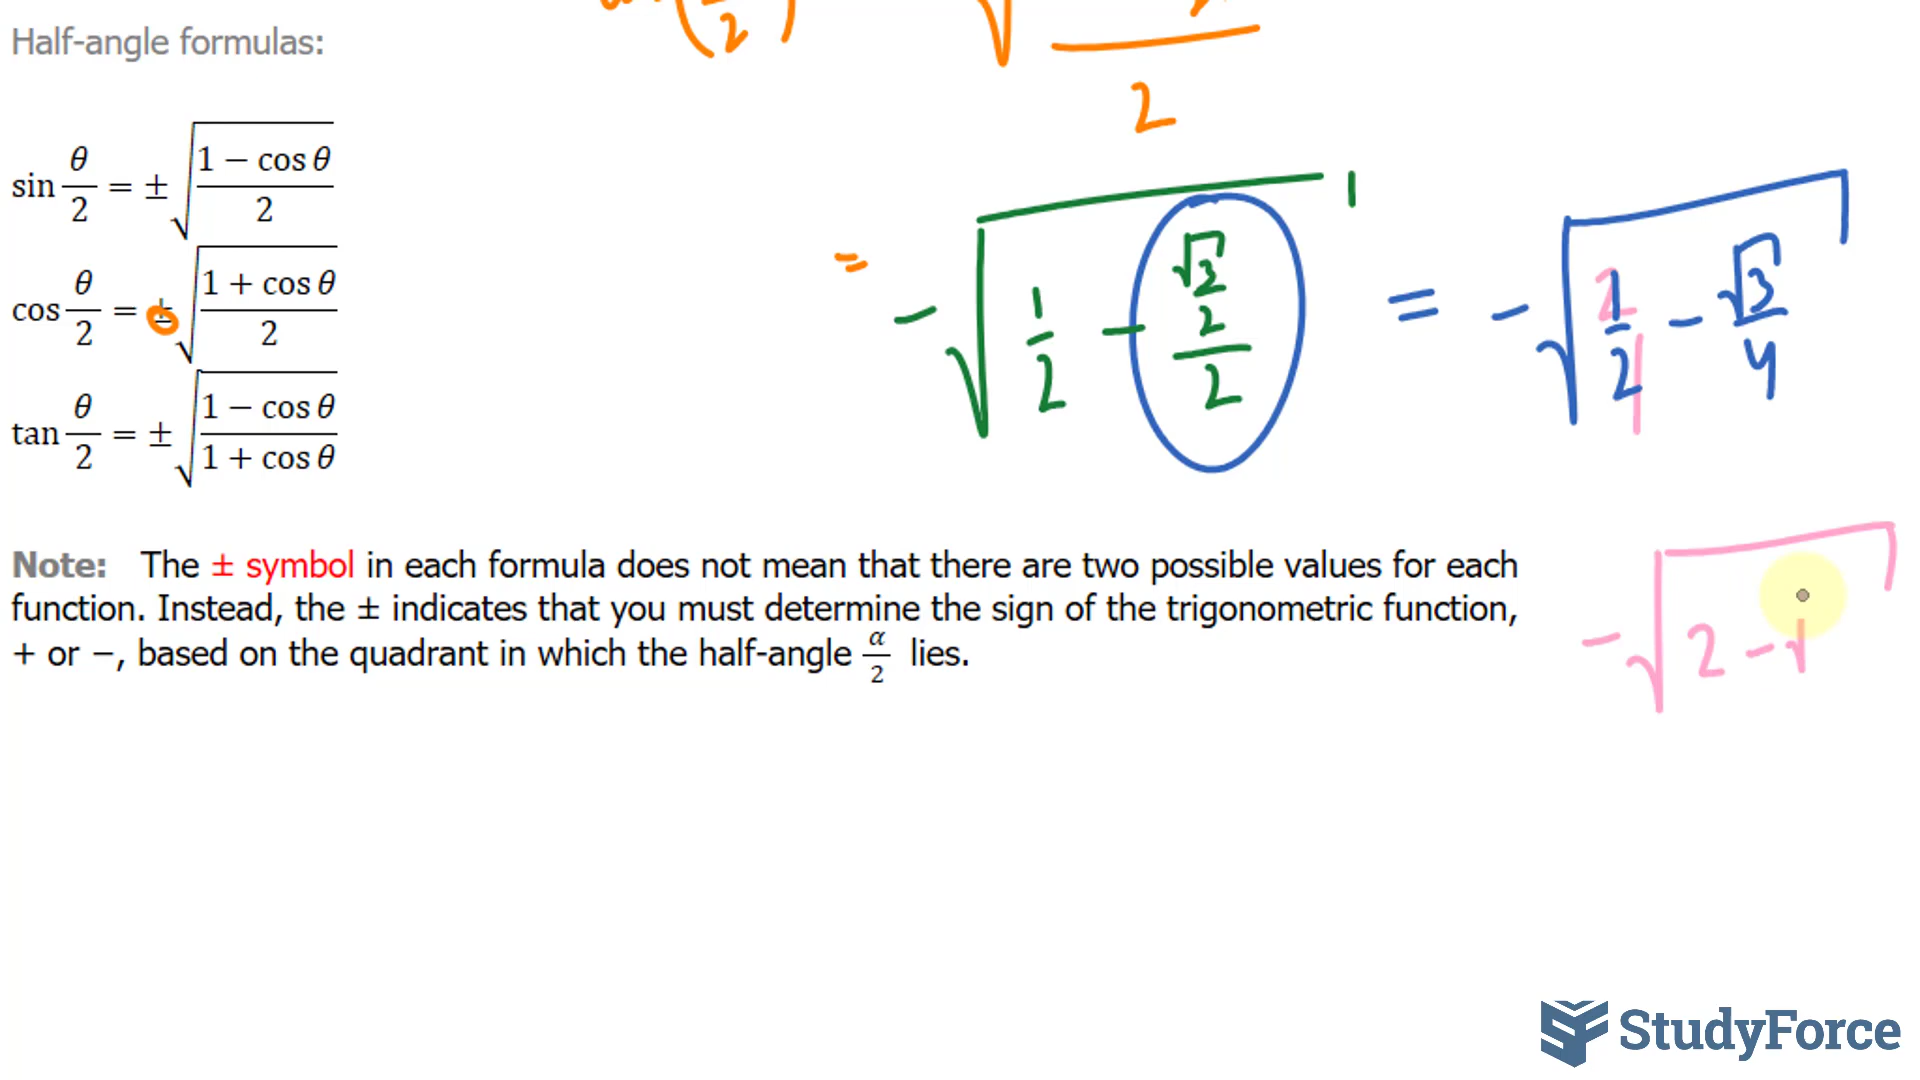 Half-angle formulas:
2
2
sin θ/2 = ±√((1 − cos θ)/2)
= −√(1/2 − (√3/2)/2) = −√(1/2 − √3/4)
2
4
cos θ/2 = ±√((1 + cos θ)/2)
tan θ/2 = ±√((1 − cos θ)/(1 + cos θ))
Note: The ± symbol in each formula does not mean that there are two possible values for each
function. Instead, the ± indicates that you must determine the sign of the trigonometric function,
+ or −, based on the quadrant in which the half-angle α/2 lies.
−√(2 − √
StudyForce